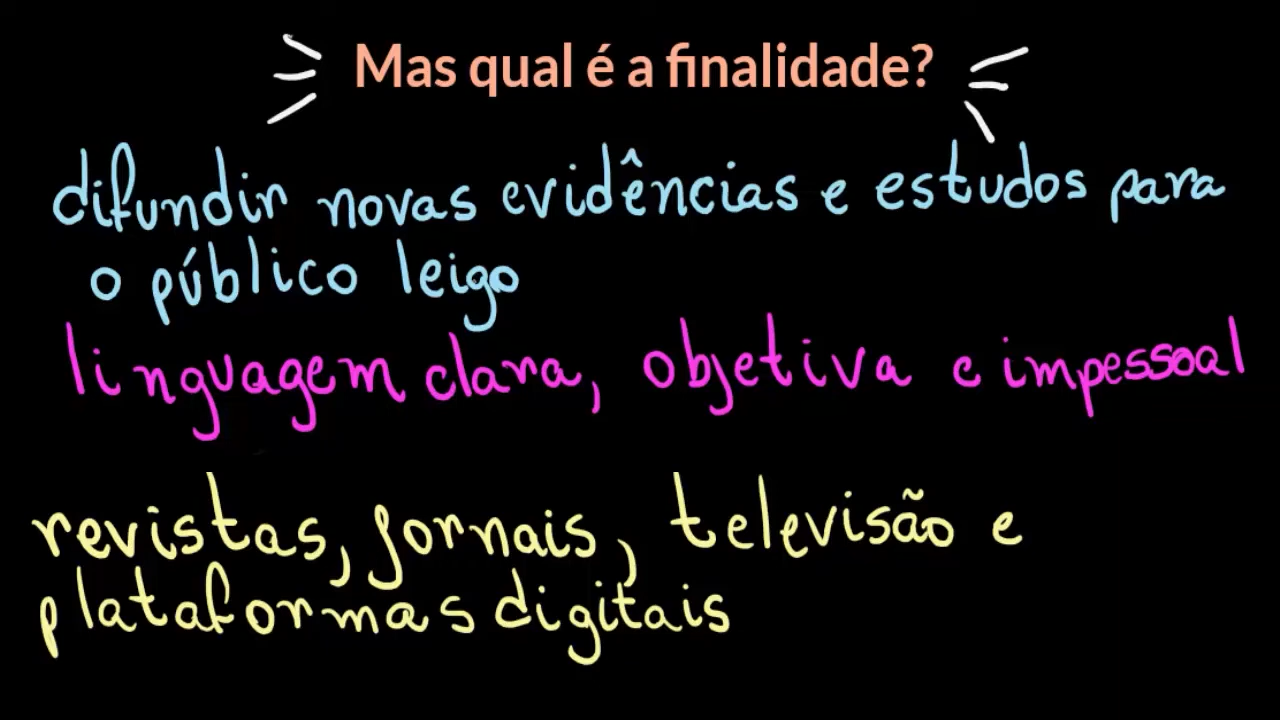 Mas qual é a finalidade?
difundir novas evidências e estudos para
o público leigo
linguagem clara, objetiva e impessoal
revistas, jornais, televisão e
plataformas digitais